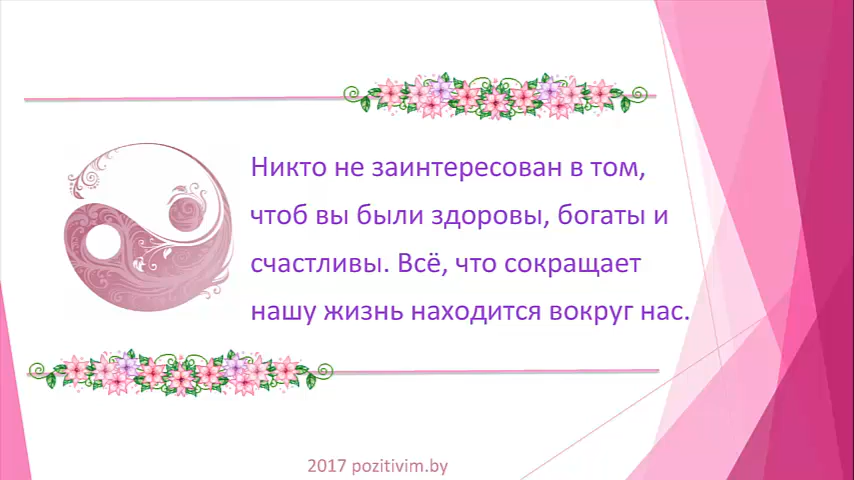 Никто не заинтересован в том,
чтоб вы были здоровы, богаты и
счастливы. Всё, что сокращает
нашу жизнь находится вокруг нас.
2017 pozitivim.by